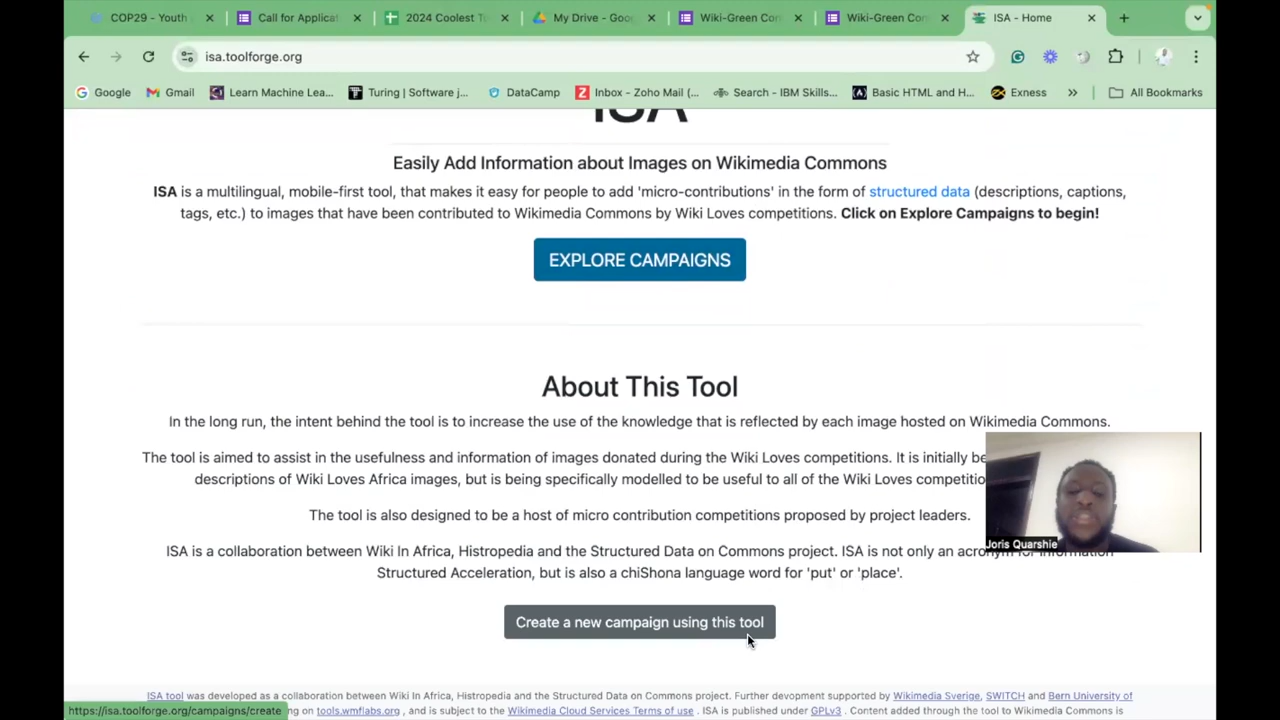 COP29 - Youth
Call for Applicat
2024 Coolest T
My Drive - Goo
Wiki-Green Con
Wiki-Green Con
ISA - Home
isa.toolforge.org
Google
Gmail
Learn Machine Lea...
Turing | Software j...
DataCamp
Inbox - Zoho Mail (...
Search - IBM Skills...
Basic HTML and H...
Exness
All Bookmarks
ISA
Easily Add Information about Images on Wikimedia Commons
ISA is a multilingual, mobile-first tool, that makes it easy for people to add 'micro-contributions' in the form of structured data (descriptions, captions,
tags, etc.) to images that have been contributed to Wikimedia Commons by Wiki Loves competitions. Click on Explore Campaigns to begin!
EXPLORE CAMPAIGNS
About This Tool
In the long run, the intent behind the tool is to increase the use of the knowledge that is reflected by each image hosted on Wikimedia Commons.
The tool is aimed to assist in the usefulness and information of images donated during the Wiki Loves competitions. It is initially be
descriptions of Wiki Loves Africa images, but is being specifically modelled to be useful to all of the Wiki Loves competitio
The tool is also designed to be a host of micro contribution competitions proposed by project leaders.
Joris Quarshie
ISA is a collaboration between Wiki In Africa, Histropedia and the Structured Data on Commons project. ISA is not only an acronym for Information
Structured Acceleration, but is also a chiShona language word for 'put' or 'place'.
Create a new campaign using this tool
ISA tool was developed as a collaboration between Wiki In Africa, Histropedia and the Structured Data on Commons project. Further devopment supported by Wikimedia Sverige, SWITCH and Bern University of
https://isa.toolforge.org/campaigns/create
ng on tools.wmflabs.org , and is subject to the Wikimedia Cloud Services Terms of use . ISA is published under GPLv3 . Content added through the tool to Wikimedia Commons is